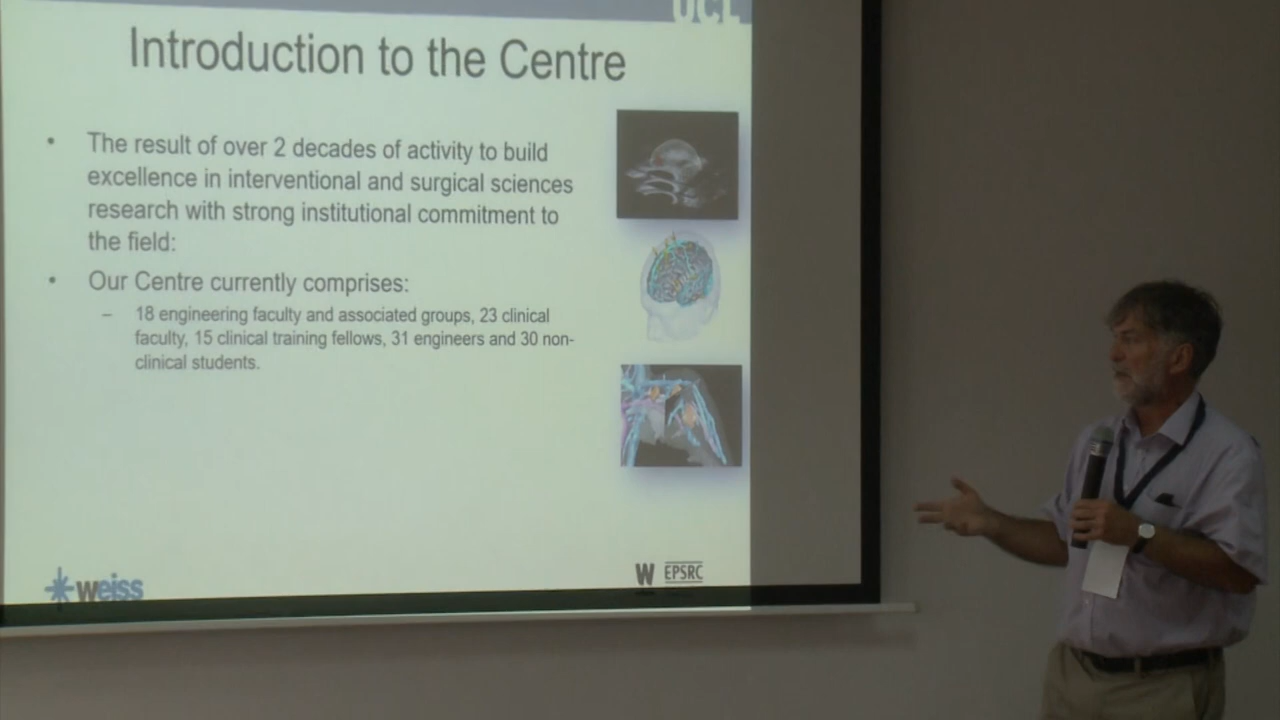 UCL
Introduction to the Centre
• The result of over 2 decades of activity to build
excellence in interventional and surgical sciences
research with strong institutional commitment to
the field:
• Our Centre currently comprises:
– 18 engineering faculty and associated groups, 23 clinical
faculty, 15 clinical training fellows, 31 engineers and 30 non-
clinical students.
weiss
W EPSRC